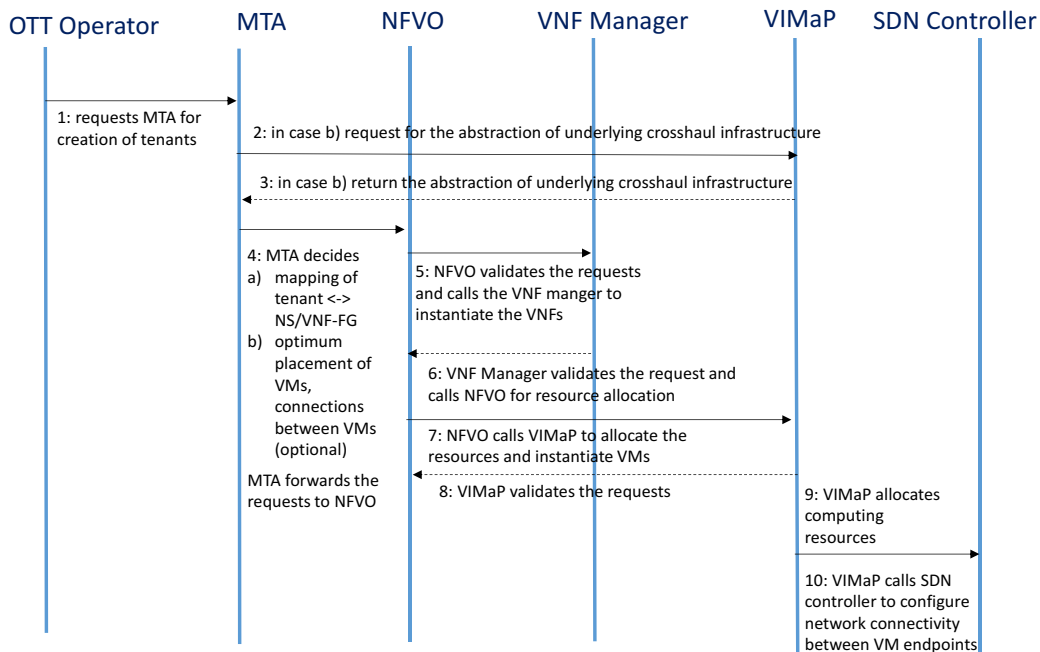 OTT Operator
MTA
NFVO
VNF Manager
VIMaP
SDN Controller
1: requests MTA for
creation of tenants
2: in case b) request for the abstraction of underlying crosshaul infrastructure
3: in case b) return the abstraction of underlying crosshaul infrastructure
4: MTA decides
a) mapping of
tenant <->
NS/VNF-FG
b) optimum
placement of
VMs,
connections
between VMs
(optional)
MTA forwards the
requests to NFVO
5: NFVO validates the requests
and calls the VNF manger to
instantiate the VNFs
6: VNF Manager validates the request and
calls NFVO for resource allocation
7: NFVO calls VIMaP to allocate the
resources and instantiate VMs
8: VIMaP validates the requests
9: VIMaP allocates
computing
resources
10: VIMaP calls SDN
controller to configure
network connectivity
between VM endpoints